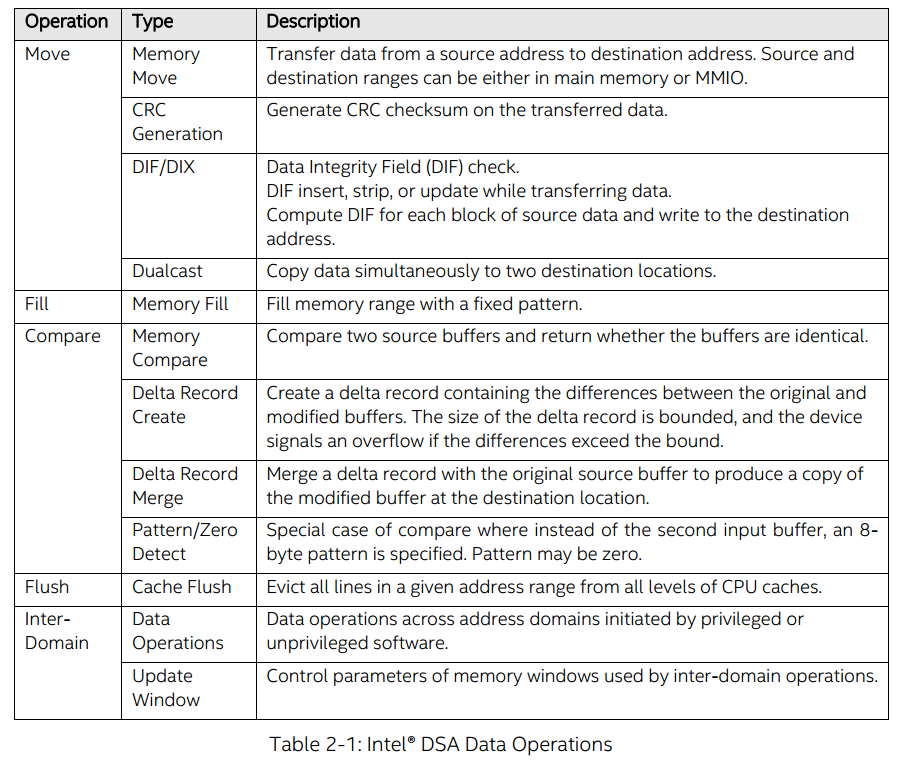 Operation Type Description
Move Memory Transfer data from a source address to destination address. Source and
Move destination ranges can be either in main memory or MMIO.
CRC Generate CRC checksum on the transferred data.
Generation
DIF/DIX Data Integrity Field (DIF) check.
DIF insert, strip, or update while transferring data.
Compute DIF for each block of source data and write to the destination
address.
Dualcast Copy data simultaneously to two destination locations.
Fill Memory Fill Fill memory range with a fixed pattern.
Compare Memory Compare two source buffers and return whether the buffers are identical.
Compare
Delta Record Create a delta record containing the differences between the original and
Create modified buffers. The size of the delta record is bounded, and the device
signals an overflow if the differences exceed the bound.
Delta Record Merge a delta record with the original source buffer to produce a copy of
Merge the modified buffer at the destination location.
Pattern/Zero Special case of compare where instead of the second input buffer, an 8-
Detect byte pattern is specified. Pattern may be zero.
Flush Cache Flush Evict all lines in a given address range from all levels of CPU caches.
Inter- Data Data operations across address domains initiated by privileged or
Domain Operations unprivileged software.
Update Control parameters of memory windows used by inter-domain operations.
Window
Table 2-1: Intel® DSA Data Operations